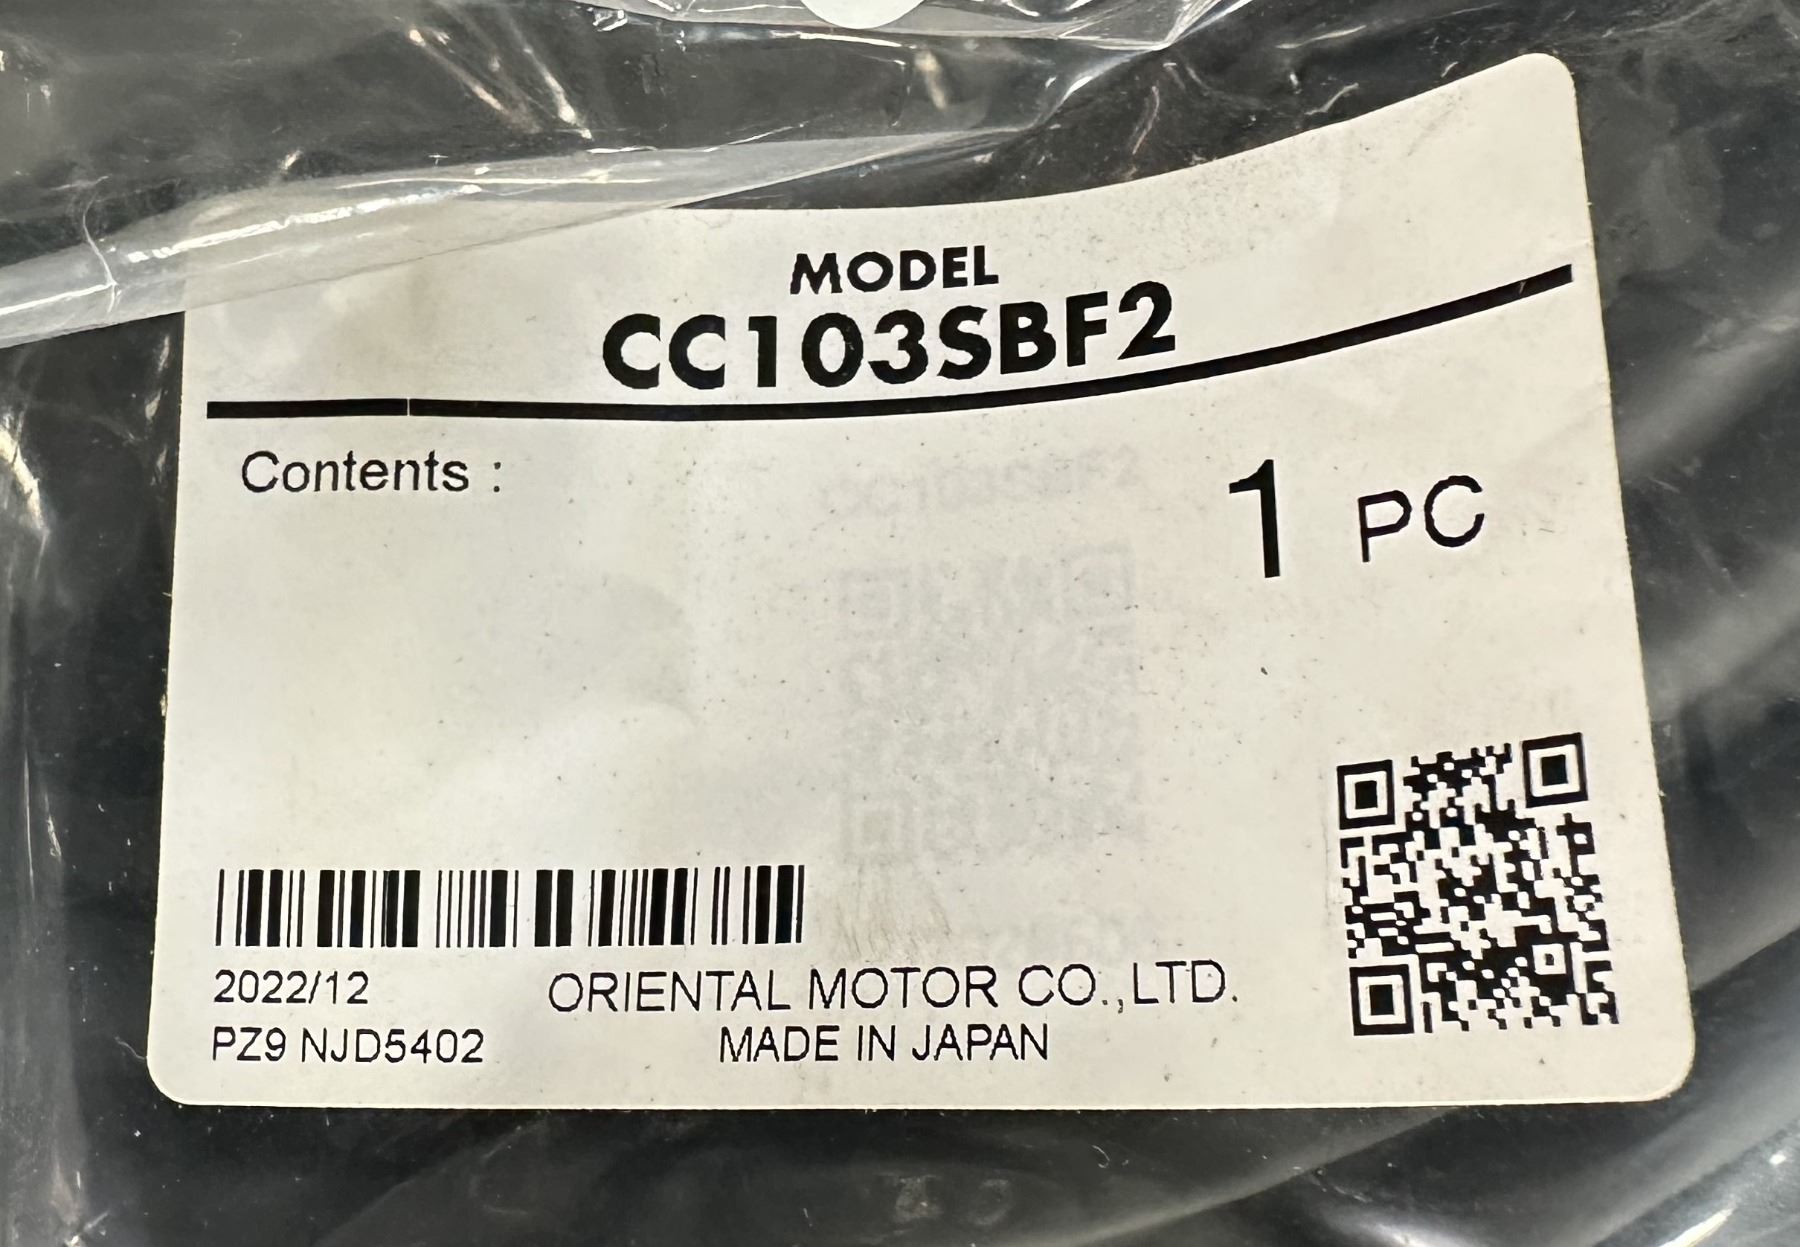 MODEL
CC103SBF2
Contents :
1 PC
2022/12
ORIENTAL MOTOR CO.,LTD.
PZ9 NJD5402
MADE IN JAPAN